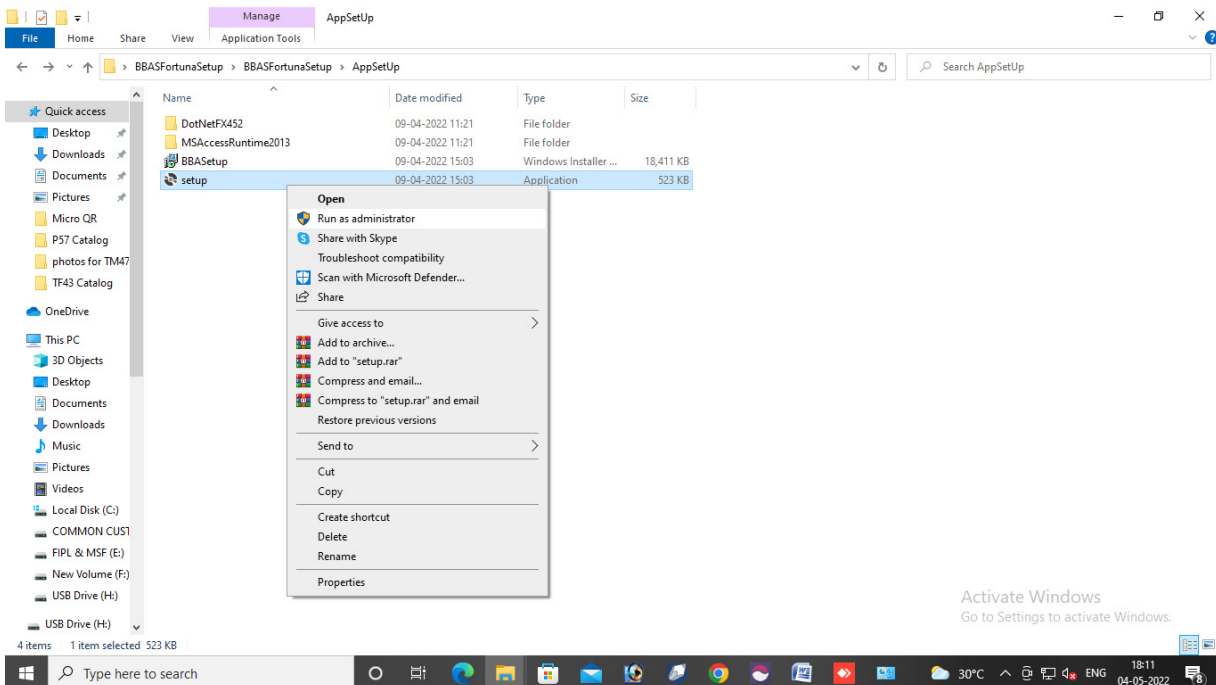 Manage AppSetUp
File Home Share View Application Tools
BBASFortunaSetup > BBASFortunaSetup > AppSetUp
Search AppSetUp
Name Date modified Type Size
Quick access
Desktop
Downloads
Documents
Pictures
Micro QR
P57 Catalog
photos for TM47
TF43 Catalog
OneDrive
This PC
3D Objects
Desktop
Documents
Downloads
Music
Pictures
Videos
Local Disk (C:)
COMMON CUST
FIPL & MSF (E:)
New Volume (F:)
USB Drive (H:)
USB Drive (H:)
DotNetFX452 09-04-2022 11:21 File folder
MSAccessRuntime2013 09-04-2022 11:21 File folder
BBASetup 09-04-2022 15:03 Windows Installer ... 18,411 KB
setup 09-04-2022 15:03 Application 523 KB
Open
Run as administrator
Share with Skype
Troubleshoot compatibility
Scan with Microsoft Defender...
Share
Give access to
Add to archive...
Add to "setup.rar"
Compress and email...
Compress to "setup.rar" and email
Restore previous versions
Send to
Cut
Copy
Create shortcut
Delete
Rename
Properties
Activate Windows
Go to Settings to activate Windows.
4 items 1 item selected 523 KB
Type here to search
30°C ENG
18:11
04-05-2022
8